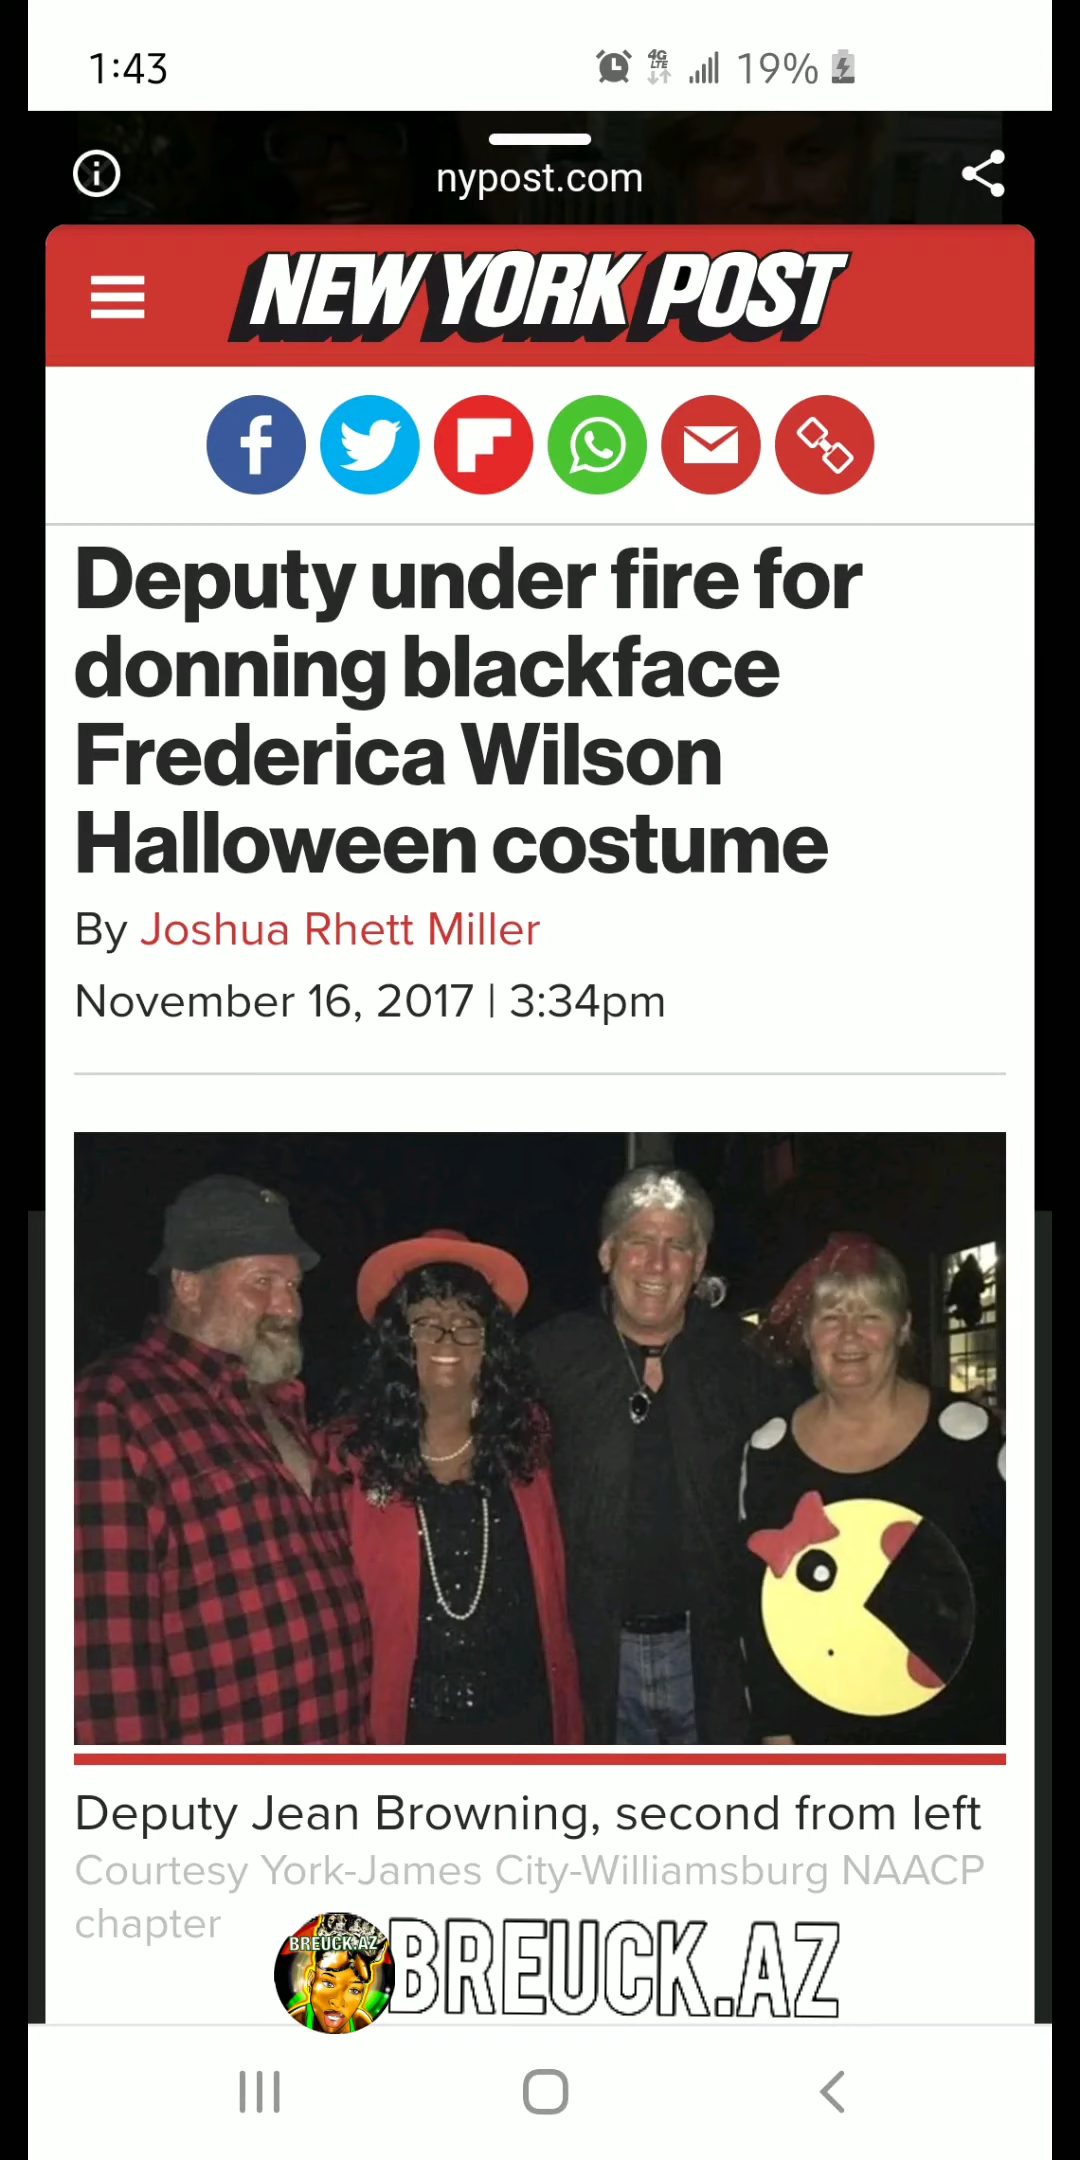 1:43
4G
LTE
19%
nypost.com
NEW YORK POST
Deputy under fire for
donning blackface
Frederica Wilson
Halloween costume
By Joshua Rhett Miller
November 16, 2017 | 3:34pm
Deputy Jean Browning, second from left
Courtesy York-James City-Williamsburg NAACP
chapter
BREUCK.AZ
BREUCK.AZ